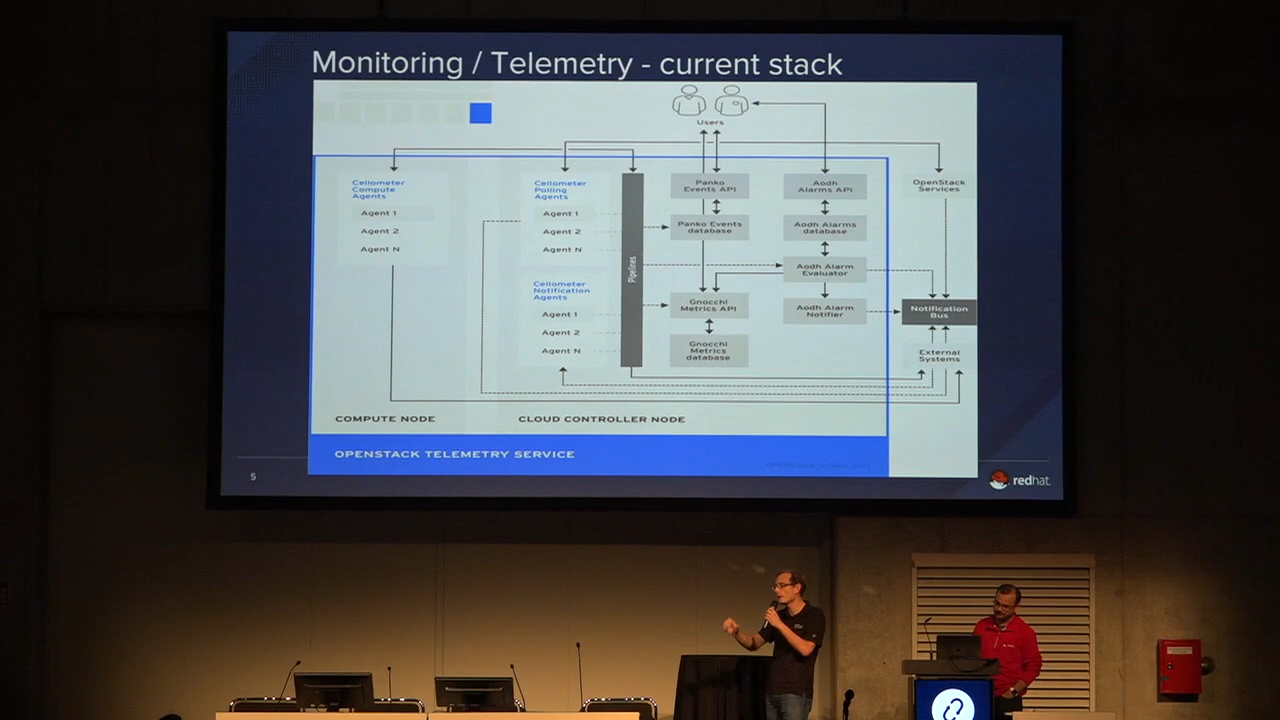 Monitoring / Telemetry - current stack
Users
Ceilometer
Compute
Agents
Agent 1
Agent 2
Agent N
Ceilometer
Polling
Agents
Agent 1
Agent 2
Agent N
Ceilometer
Notification
Agents
Agent 1
Agent 2
Agent N
Pipelines
Panko
Events API
Panko Events
database
Gnocchi
Metrics API
Gnocchi
Metrics
database
Aodh
Alarms API
Aodh Alarms
database
Aodh Alarm
Evaluator
Aodh Alarm
Notifier
OpenStack
Services
Notification
Bus
External
Systems
COMPUTE NODE
CLOUD CONTROLLER NODE
OPENSTACK TELEMETRY SERVICE
5
redhat.